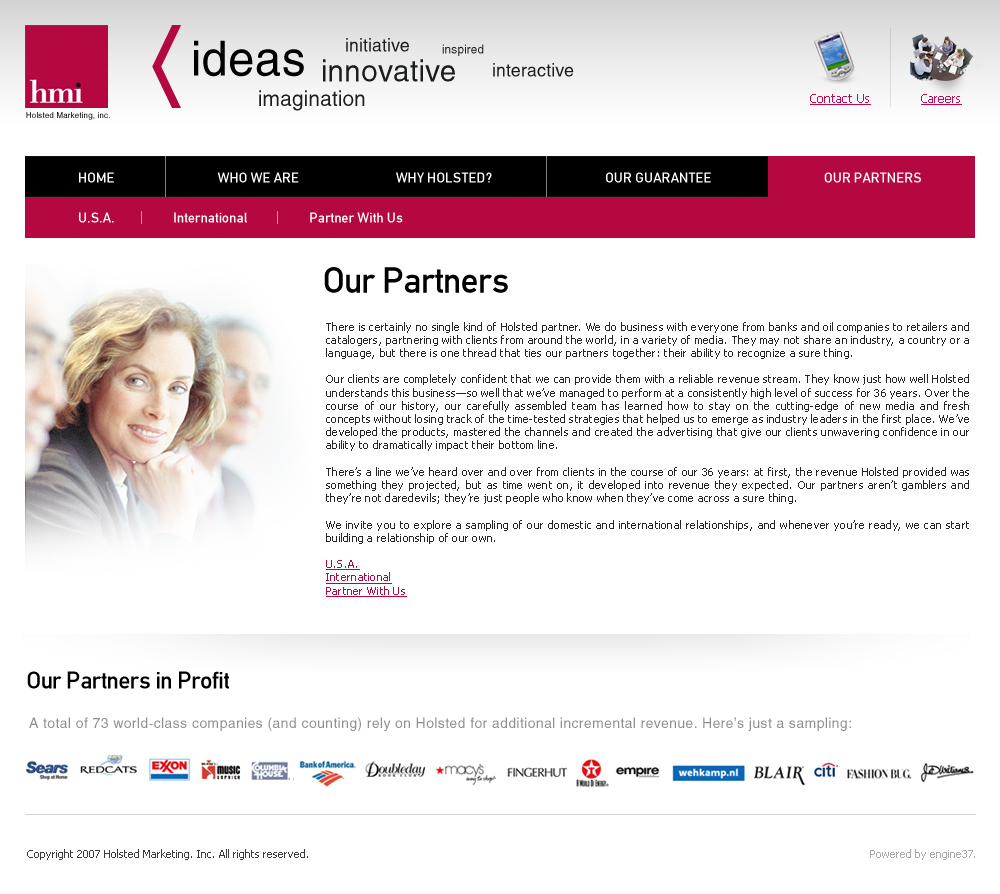 hmi
Holsted Marketing, inc.
ideas
initiative
inspired
innovative
interactive
imagination
Contact Us
Careers
HOME
WHO WE ARE
WHY HOLSTED?
OUR GUARANTEE
OUR PARTNERS
U.S.A.
International
Partner With Us
Our Partners
There is certainly no single kind of Holsted partner. We do business with everyone from banks and oil companies to retailers and
catalogers, partnering with clients from around the world, in a variety of media. They may not share an industry, a country or a
language, but there is one thread that ties our partners together: their ability to recognize a sure thing.
Our clients are completely confident that we can provide them with a reliable revenue stream. They know just how well Holsted
understands this business—so well that we've managed to perform at a consistently high level of success for 36 years. Over the
course of our history, our carefully assembled team has learned how to stay on the cutting-edge of new media and fresh
concepts without losing track of the time-tested strategies that helped us to emerge as industry leaders in the first place. We've
developed the products, mastered the channels and created the advertising that give our clients unwavering confidence in our
ability to dramatically impact their bottom line.
There's a line we've heard over and over from clients in the course of our 36 years: at first, the revenue Holsted provided was
something they projected, but as time went on, it developed into revenue they expected. Our partners aren't gamblers and
they're not daredevils; they're just people who know when they've come across a sure thing.
We invite you to explore a sampling of our domestic and international relationships, and whenever you're ready, we can start
building a relationship of our own.
U.S.A.
International
Partner With Us
Our Partners in Profit
A total of 73 world-class companies (and counting) rely on Holsted for additional incremental revenue. Here's just a sampling:
Sears
Shop at Home
REDCATS
EXXON
MUSIC
COLUMBIA HOUSE
Bank of America
Doubleday
BOOK CLUB
macy's
way to shop!
FINGERHUT
A WORLD OF ENERGY
empire
wehkamp.nl
BLAIR
citi
FASHION BUG.
J.D. Williams
Copyright 2007 Holsted Marketing. Inc. All rights reserved.
Powered by engine37.